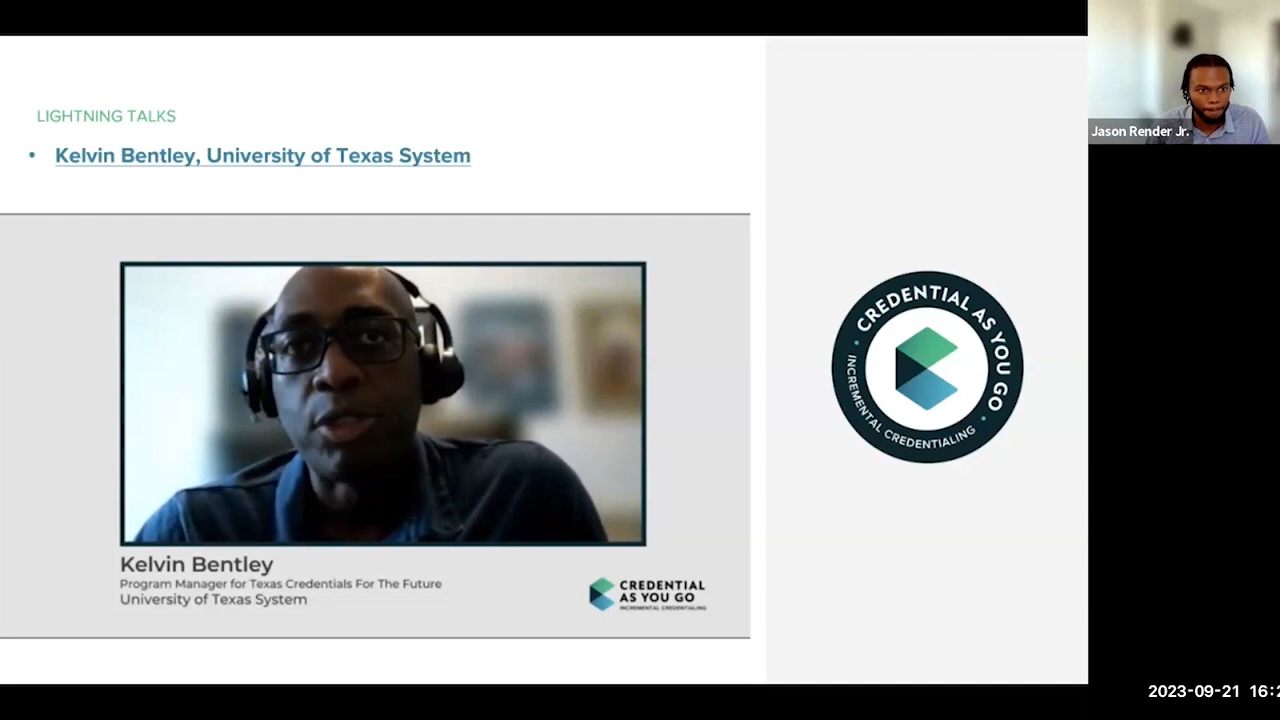 LIGHTNING TALKS
• Kelvin Bentley, University of Texas System
Kelvin Bentley
Program Manager for Texas Credentials For The Future
University of Texas System
CREDENTIAL
AS YOU GO
INCREMENTAL CREDENTIALING
CREDENTIAL AS YOU GO
INCREMENTAL CREDENTIALING
Jason Render Jr.
2023-09-21 16:2